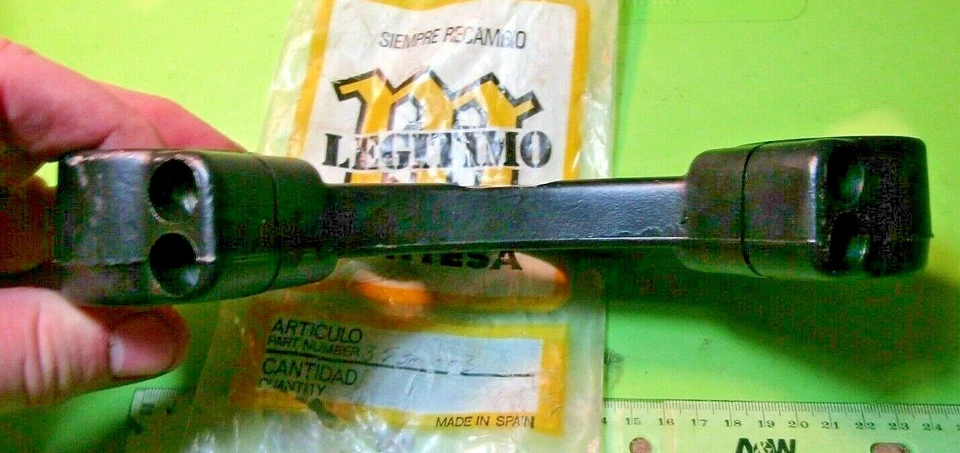 SIEMPRE RECAMBIO
LEGITIMO
ARTICULO
PART NUMBER
CANTIDAD
QUANTITY
MADE IN SPAIN
15 16 17 18 19 20 21 22 23 24
A&W